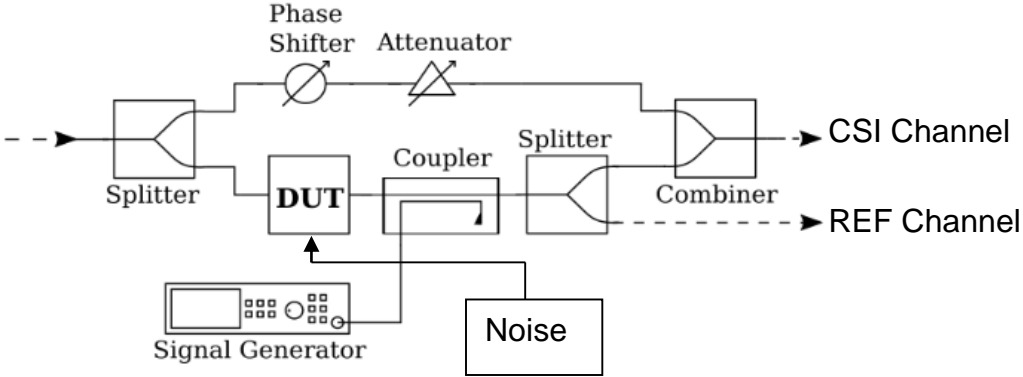 Phase
Shifter
Attenuator
CSI Channel
Splitter
Coupler
Splitter
DUT
Combiner
REF Channel
Noise
Signal Generator